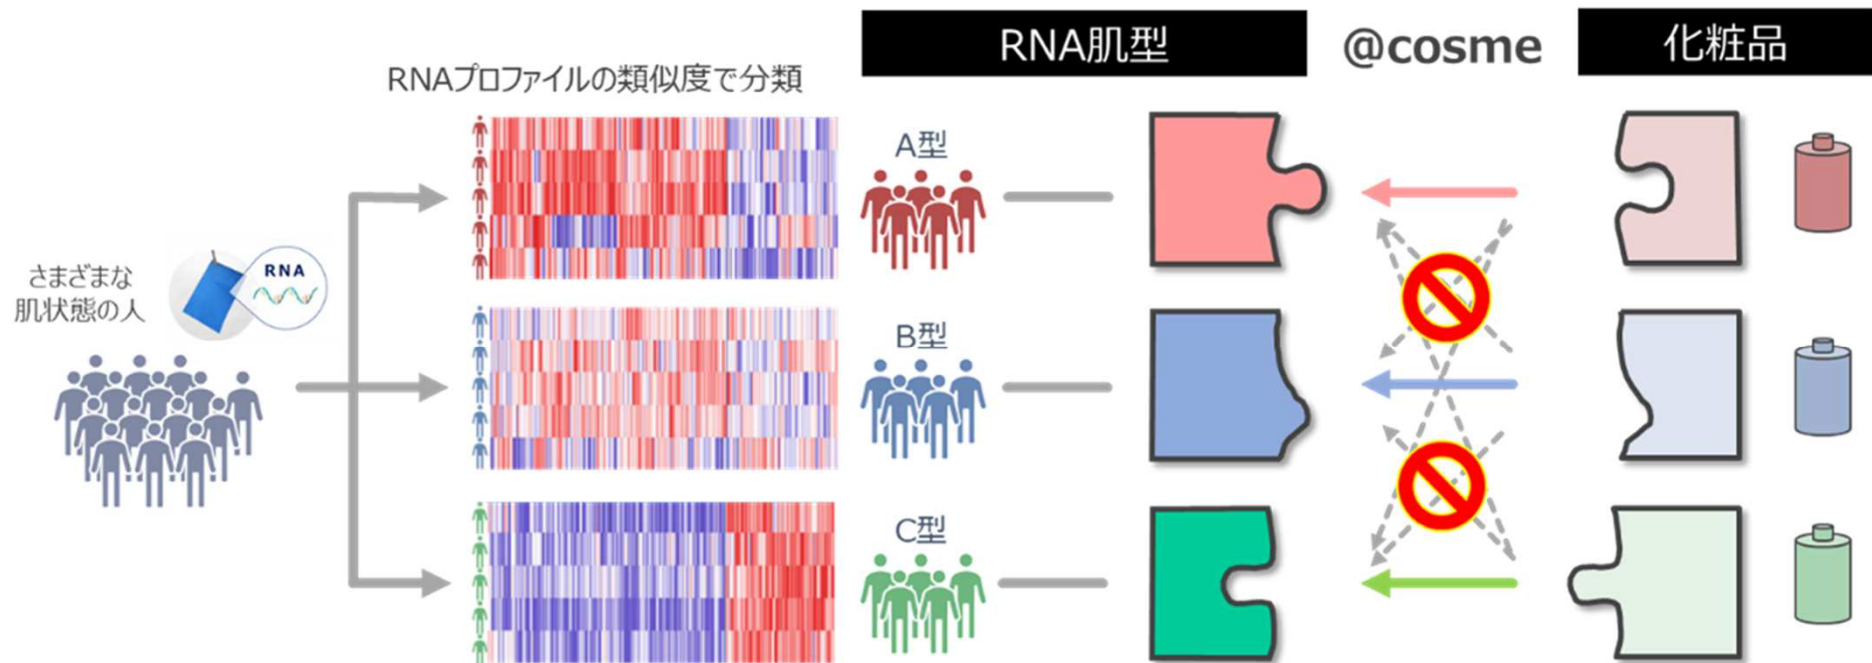 RNA肌型
@cosme
化粧品
RNAプロファイルの類似度で分類
さまざまな
肌状態の人
RNA
A型
B型
C型